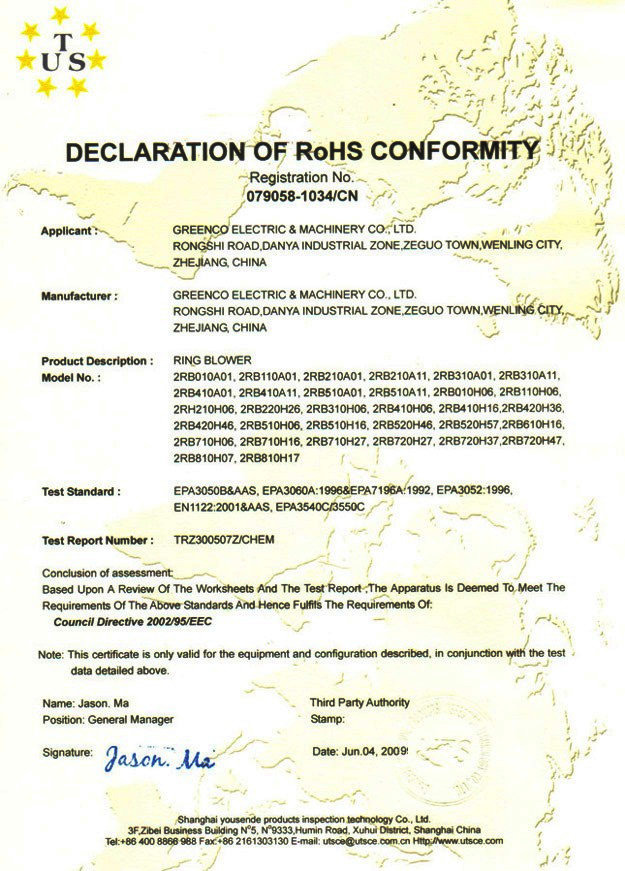 T
U S
DECLARATION OF RoHS CONFORMITY
Registration No.
079058-1034/CN
Applicant : GREENCO ELECTRIC & MACHINERY CO., LTD.
RONGSHI ROAD,DANYA INDUSTRIAL ZONE,ZEGUO TOWN,WENLING CITY,
ZHEJIANG, CHINA
Manufacturer : GREENCO ELECTRIC & MACHINERY CO., LTD.
RONGSHI ROAD,DANYA INDUSTRIAL ZONE,ZEGUO TOWN,WENLING CITY,
ZHEJIANG, CHINA
Product Description : RING BLOWER
Model No. : 2RB010A01, 2RB110A01, 2RB210A01, 2RB210A11, 2RB310A01, 2RB310A11,
2RB410A01, 2RB410A11, 2RB510A01, 2RB510A11, 2RB010H06, 2RB110H06,
2RH210H06, 2RB220H26, 2RB310H06, 2RB410H06, 2RB410H16,2RB420H36,
2RB420H46, 2RB510H06, 2RB510H16, 2RB520H46, 2RB520H57,2RB610H16,
2RB710H06, 2RB710H16, 2RB710H27, 2RB720H27, 2RB720H37,2RB720H47,
2RB810H07, 2RB810H17
Test Standard : EPA3050B&AAS, EPA3060A:1996&EPA7196A:1992, EPA3052:1996,
EN1122:2001&AAS, EPA3540C/3550C
Test Report Number : TRZ300507Z/CHEM
Conclusion of assessment:
Based Upon A Review Of The Worksheets And The Test Report ,The Apparatus Is Deemed To Meet The
Requirements Of The Above Standards And Hence Fulfils The Requirements Of:
Council Directive 2002/95/EEC
Note: This certificate is only valid for the equipment and configuration described, in conjunction with the test
data detailed above.
Name: Jason. Ma Third Party Authority
Position: General Manager Stamp:
Signature: Jason. Ma Date: Jun.04, 2009
Shanghai yousende products inspection technology Co., Ltd.
3F,Zibei Business Building N°5, N°9333,Humin Road, Xuhui District, Shanghai China
Tel:+86 400 8868 988 Fax:+86 2161303130 E-mail: utsce@utsce.com.cn Http://www.utsce.com